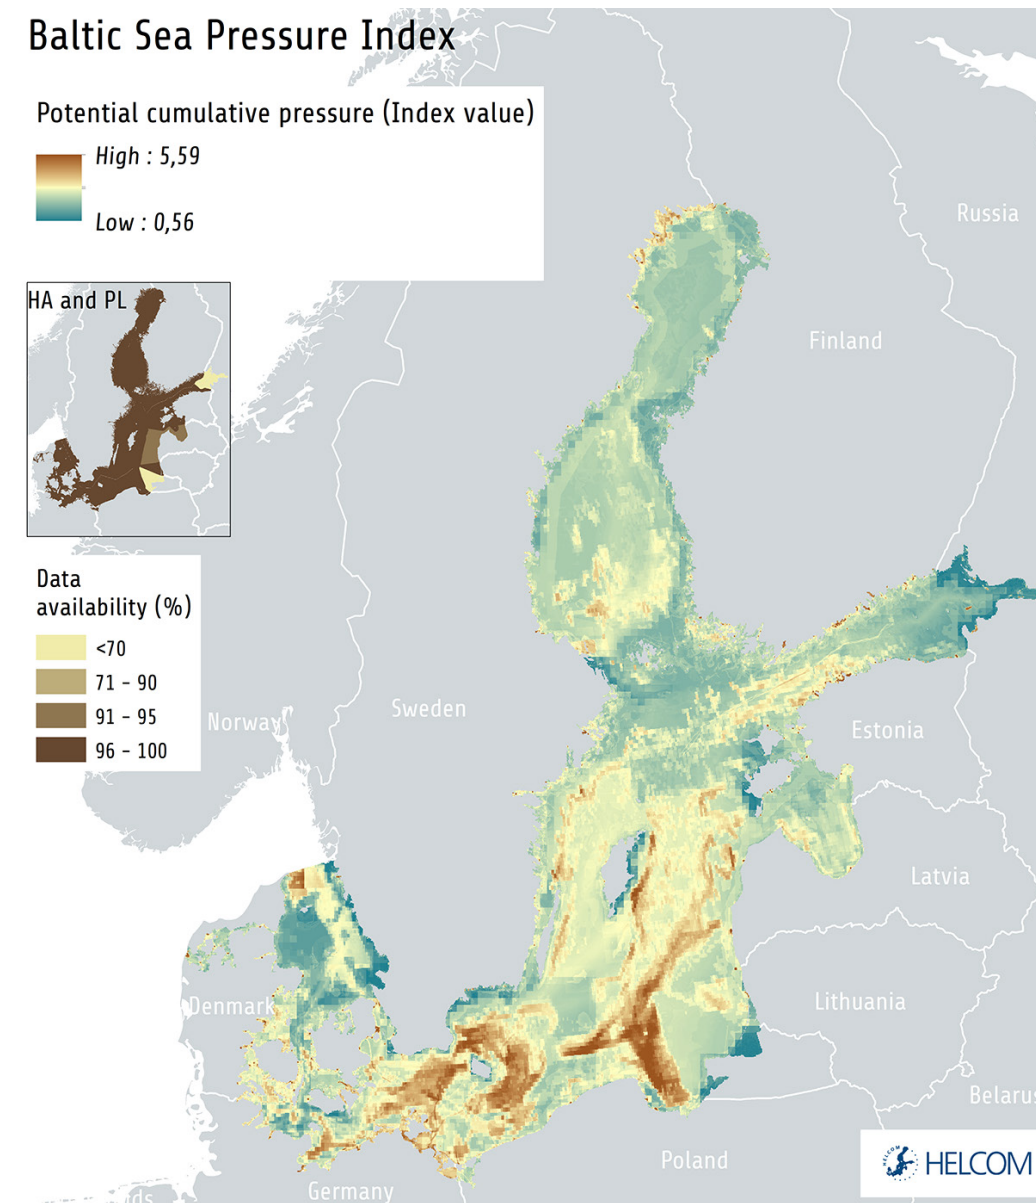 Baltic Sea Pressure Index
Potential cumulative pressure (Index value)
High : 5,59
Low : 0,56
HA and PL
Data
availability (%)
<70
71 - 90
91 - 95
96 - 100
Russia
Finland
Norway
Sweden
Estonia
Latvia
Denmark
Lithuania
Belarus
Poland
Germany
ds
HELCOM
HELCOM